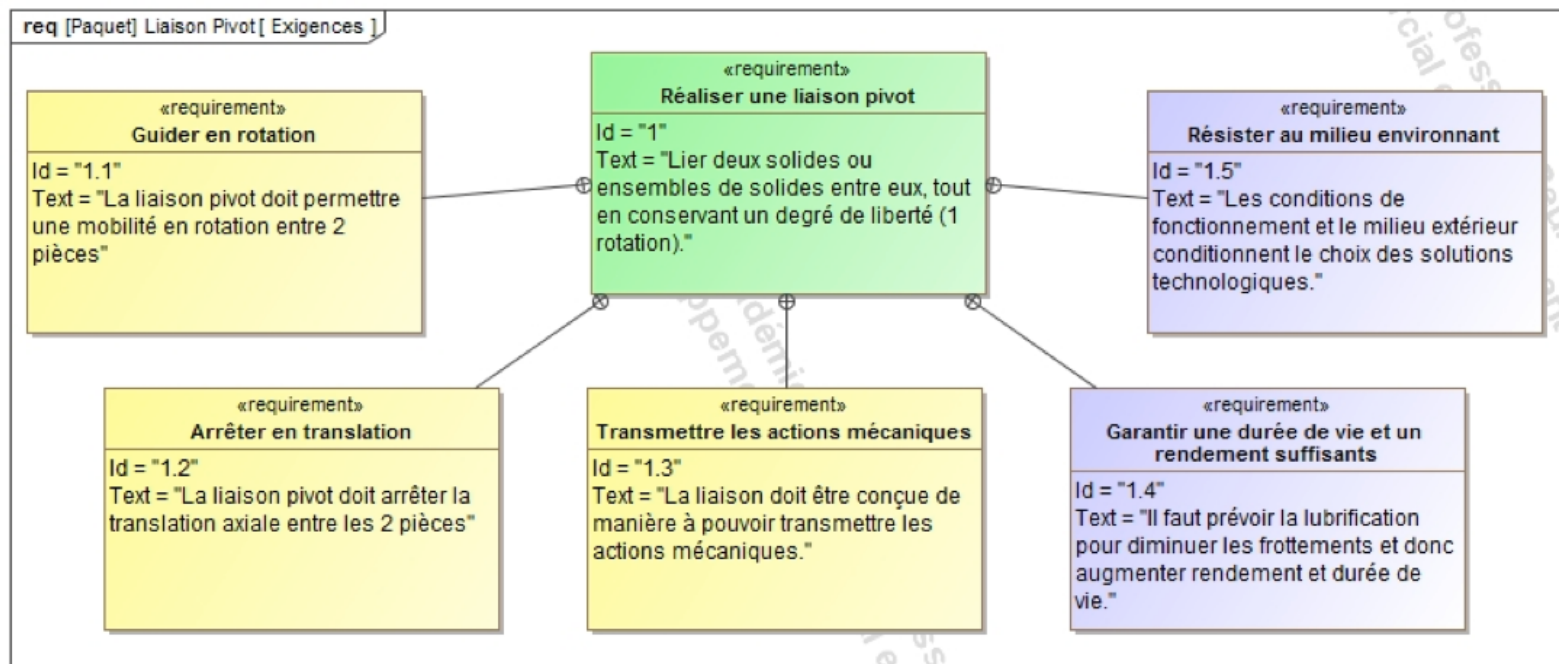 req [Paquet] Liaison Pivot [ Exigences ]
«requirement»
Réaliser une liaison pivot
Id = "1"
Text = "Lier deux solides ou
ensembles de solides entre eux, tout
en conservant un degré de liberté (1
rotation)."
«requirement»
Guider en rotation
Id = "1.1"
Text = "La liaison pivot doit permettre
une mobilité en rotation entre 2
pièces"
«requirement»
Résister au milieu environnant
Id = "1.5"
Text = "Les conditions de
fonctionnement et le milieu extérieur
conditionnent le choix des solutions
technologiques."
«requirement»
Arrêter en translation
Id = "1.2"
Text = "La liaison pivot doit arrêter la
translation axiale entre les 2 pièces"
«requirement»
Transmettre les actions mécaniques
Id = "1.3"
Text = "La liaison doit être conçue de
manière à pouvoir transmettre les
actions mécaniques."
«requirement»
Garantir une durée de vie et un
rendement suffisants
Id = "1.4"
Text = "Il faut prévoir la lubrification
pour diminuer les frottements et donc
augmenter rendement et durée de
vie."